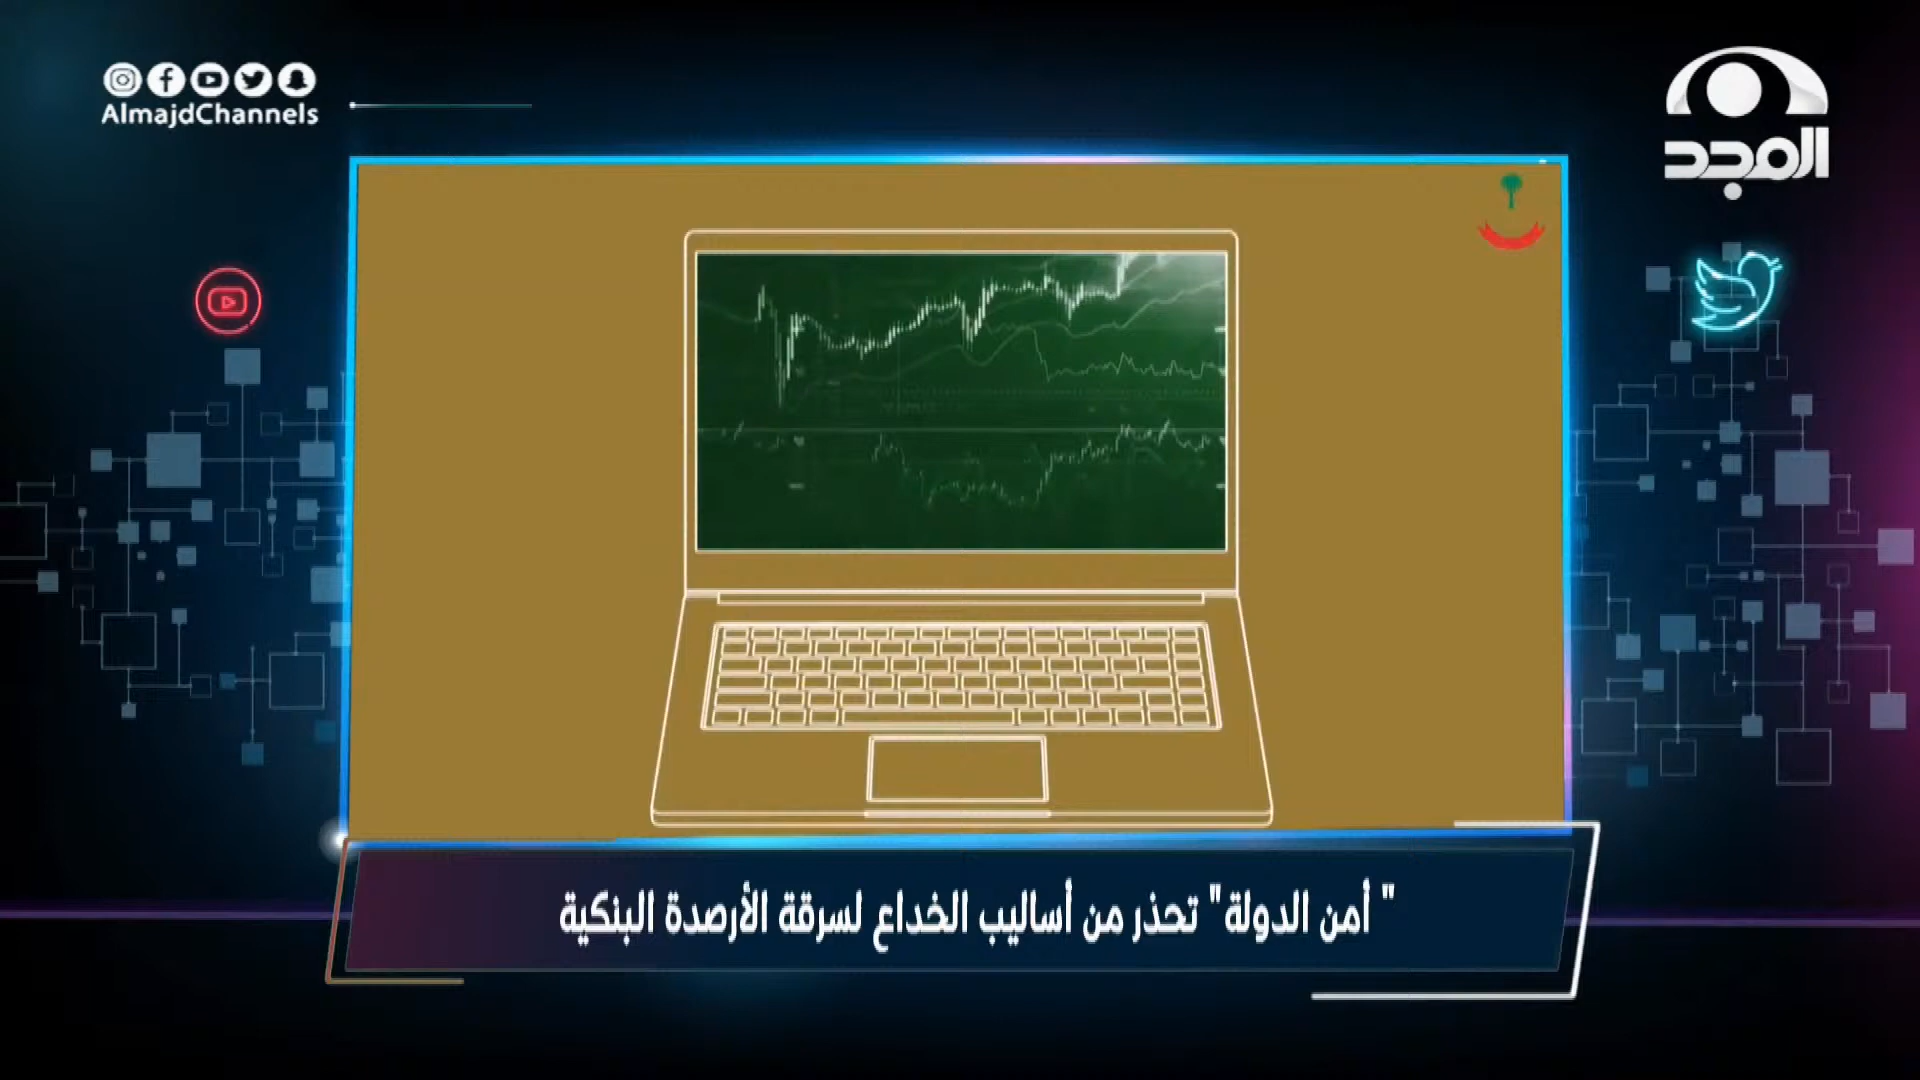 AlmajdChannels
المجد
" أمن الدولة" تحذر من أساليب الخداع لسرقة الأرصدة البنكية